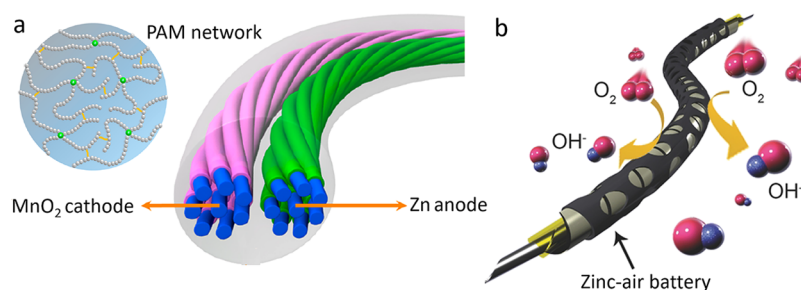 a
PAM network
MnO₂ cathode
Zn anode
b
O₂
O₂
OH⁻
OH⁻
Zinc-air battery